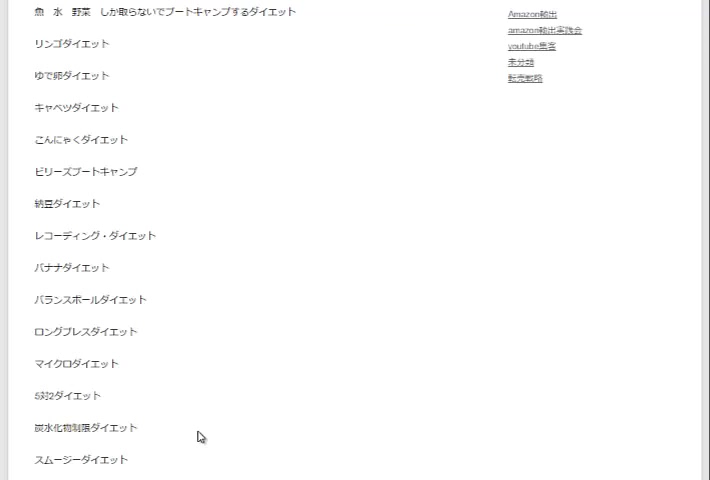 魚　水　野菜　しか取らないでブートキャンプするダイエット
リンゴダイエット
ゆで卵ダイエット
キャベツダイエット
こんにゃくダイエット
ビリーズブートキャンプ
納豆ダイエット
レコーディング・ダイエット
バナナダイエット
バランスボールダイエット
ロングブレスダイエット
マイクロダイエット
5対2ダイエット
炭水化物制限ダイエット
スムージーダイエット
Amazon輸出
amazon輸出実践会
youtube集客
未分類
転売戦略